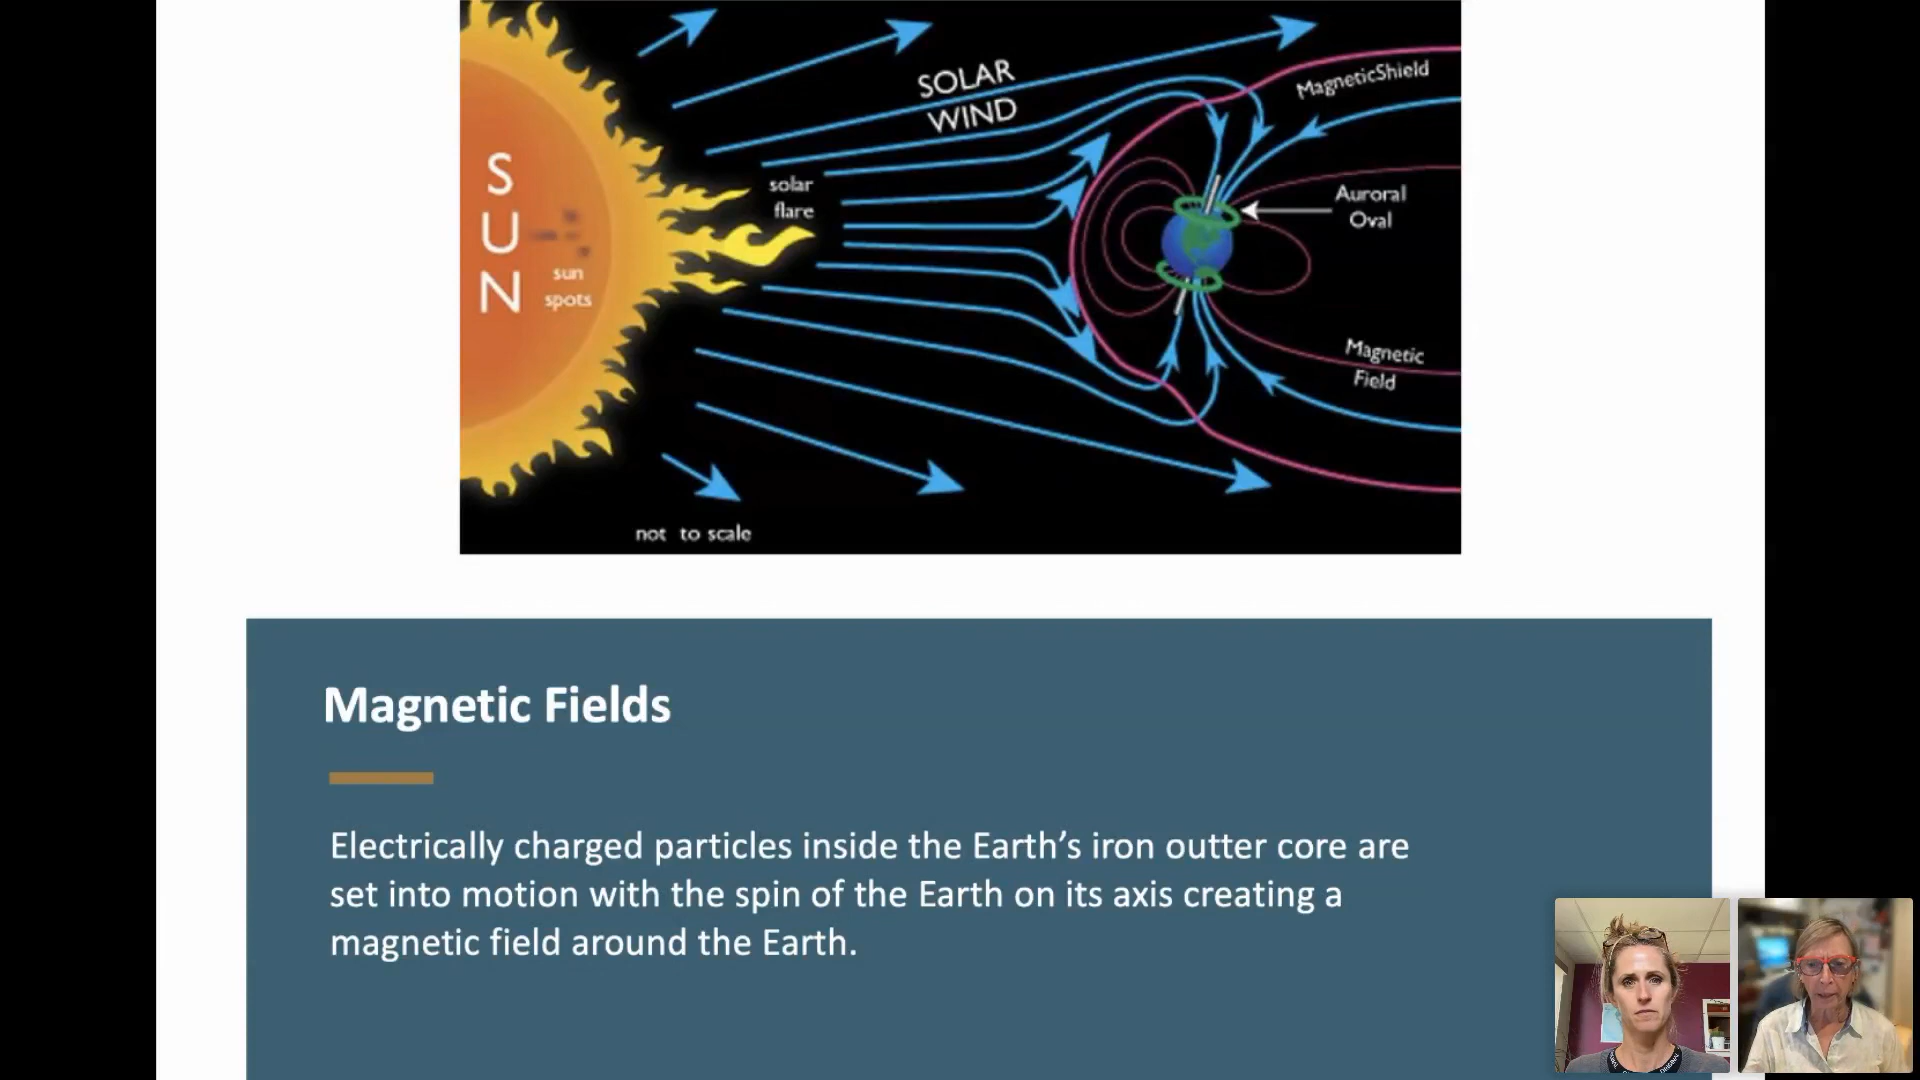 SOLAR
WIND
MagneticShield
SUN
solar
flare
Auroral
Oval
sun
spots
Magnetic
Field
not to scale
Magnetic Fields
Electrically charged particles inside the Earth's iron outter core are
set into motion with the spin of the Earth on its axis creating a
magnetic field around the Earth.